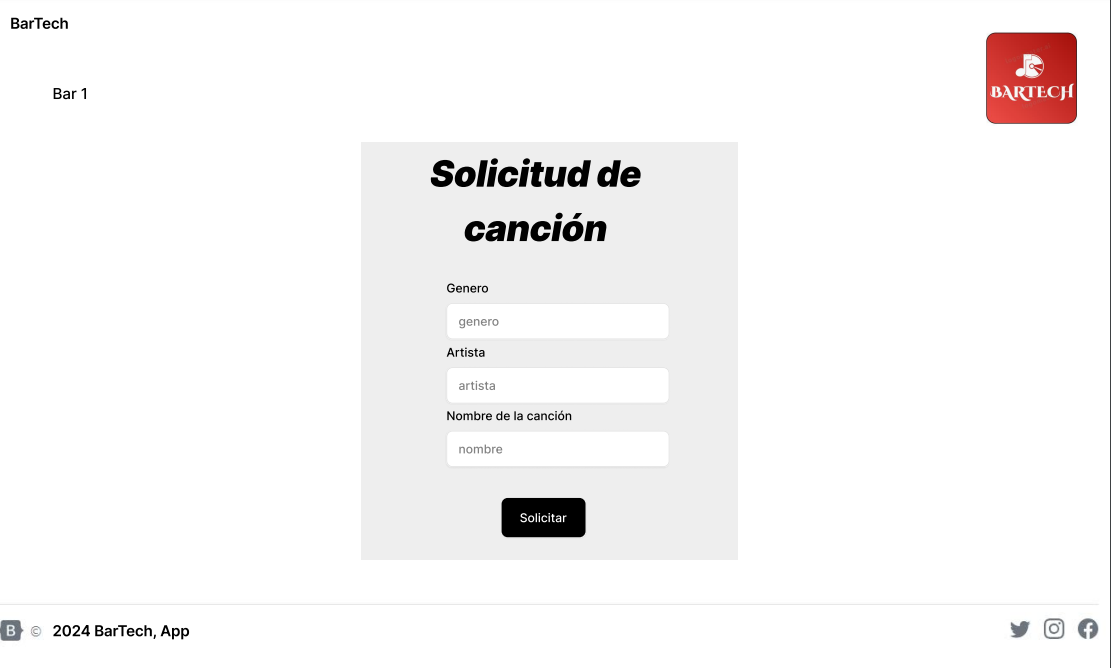 BarTech
BARTECH
Bar 1
Solicitud de
canción
Genero
genero
Artista
artista
Nombre de la canción
nombre
Solicitar
B © 2024 BarTech, App